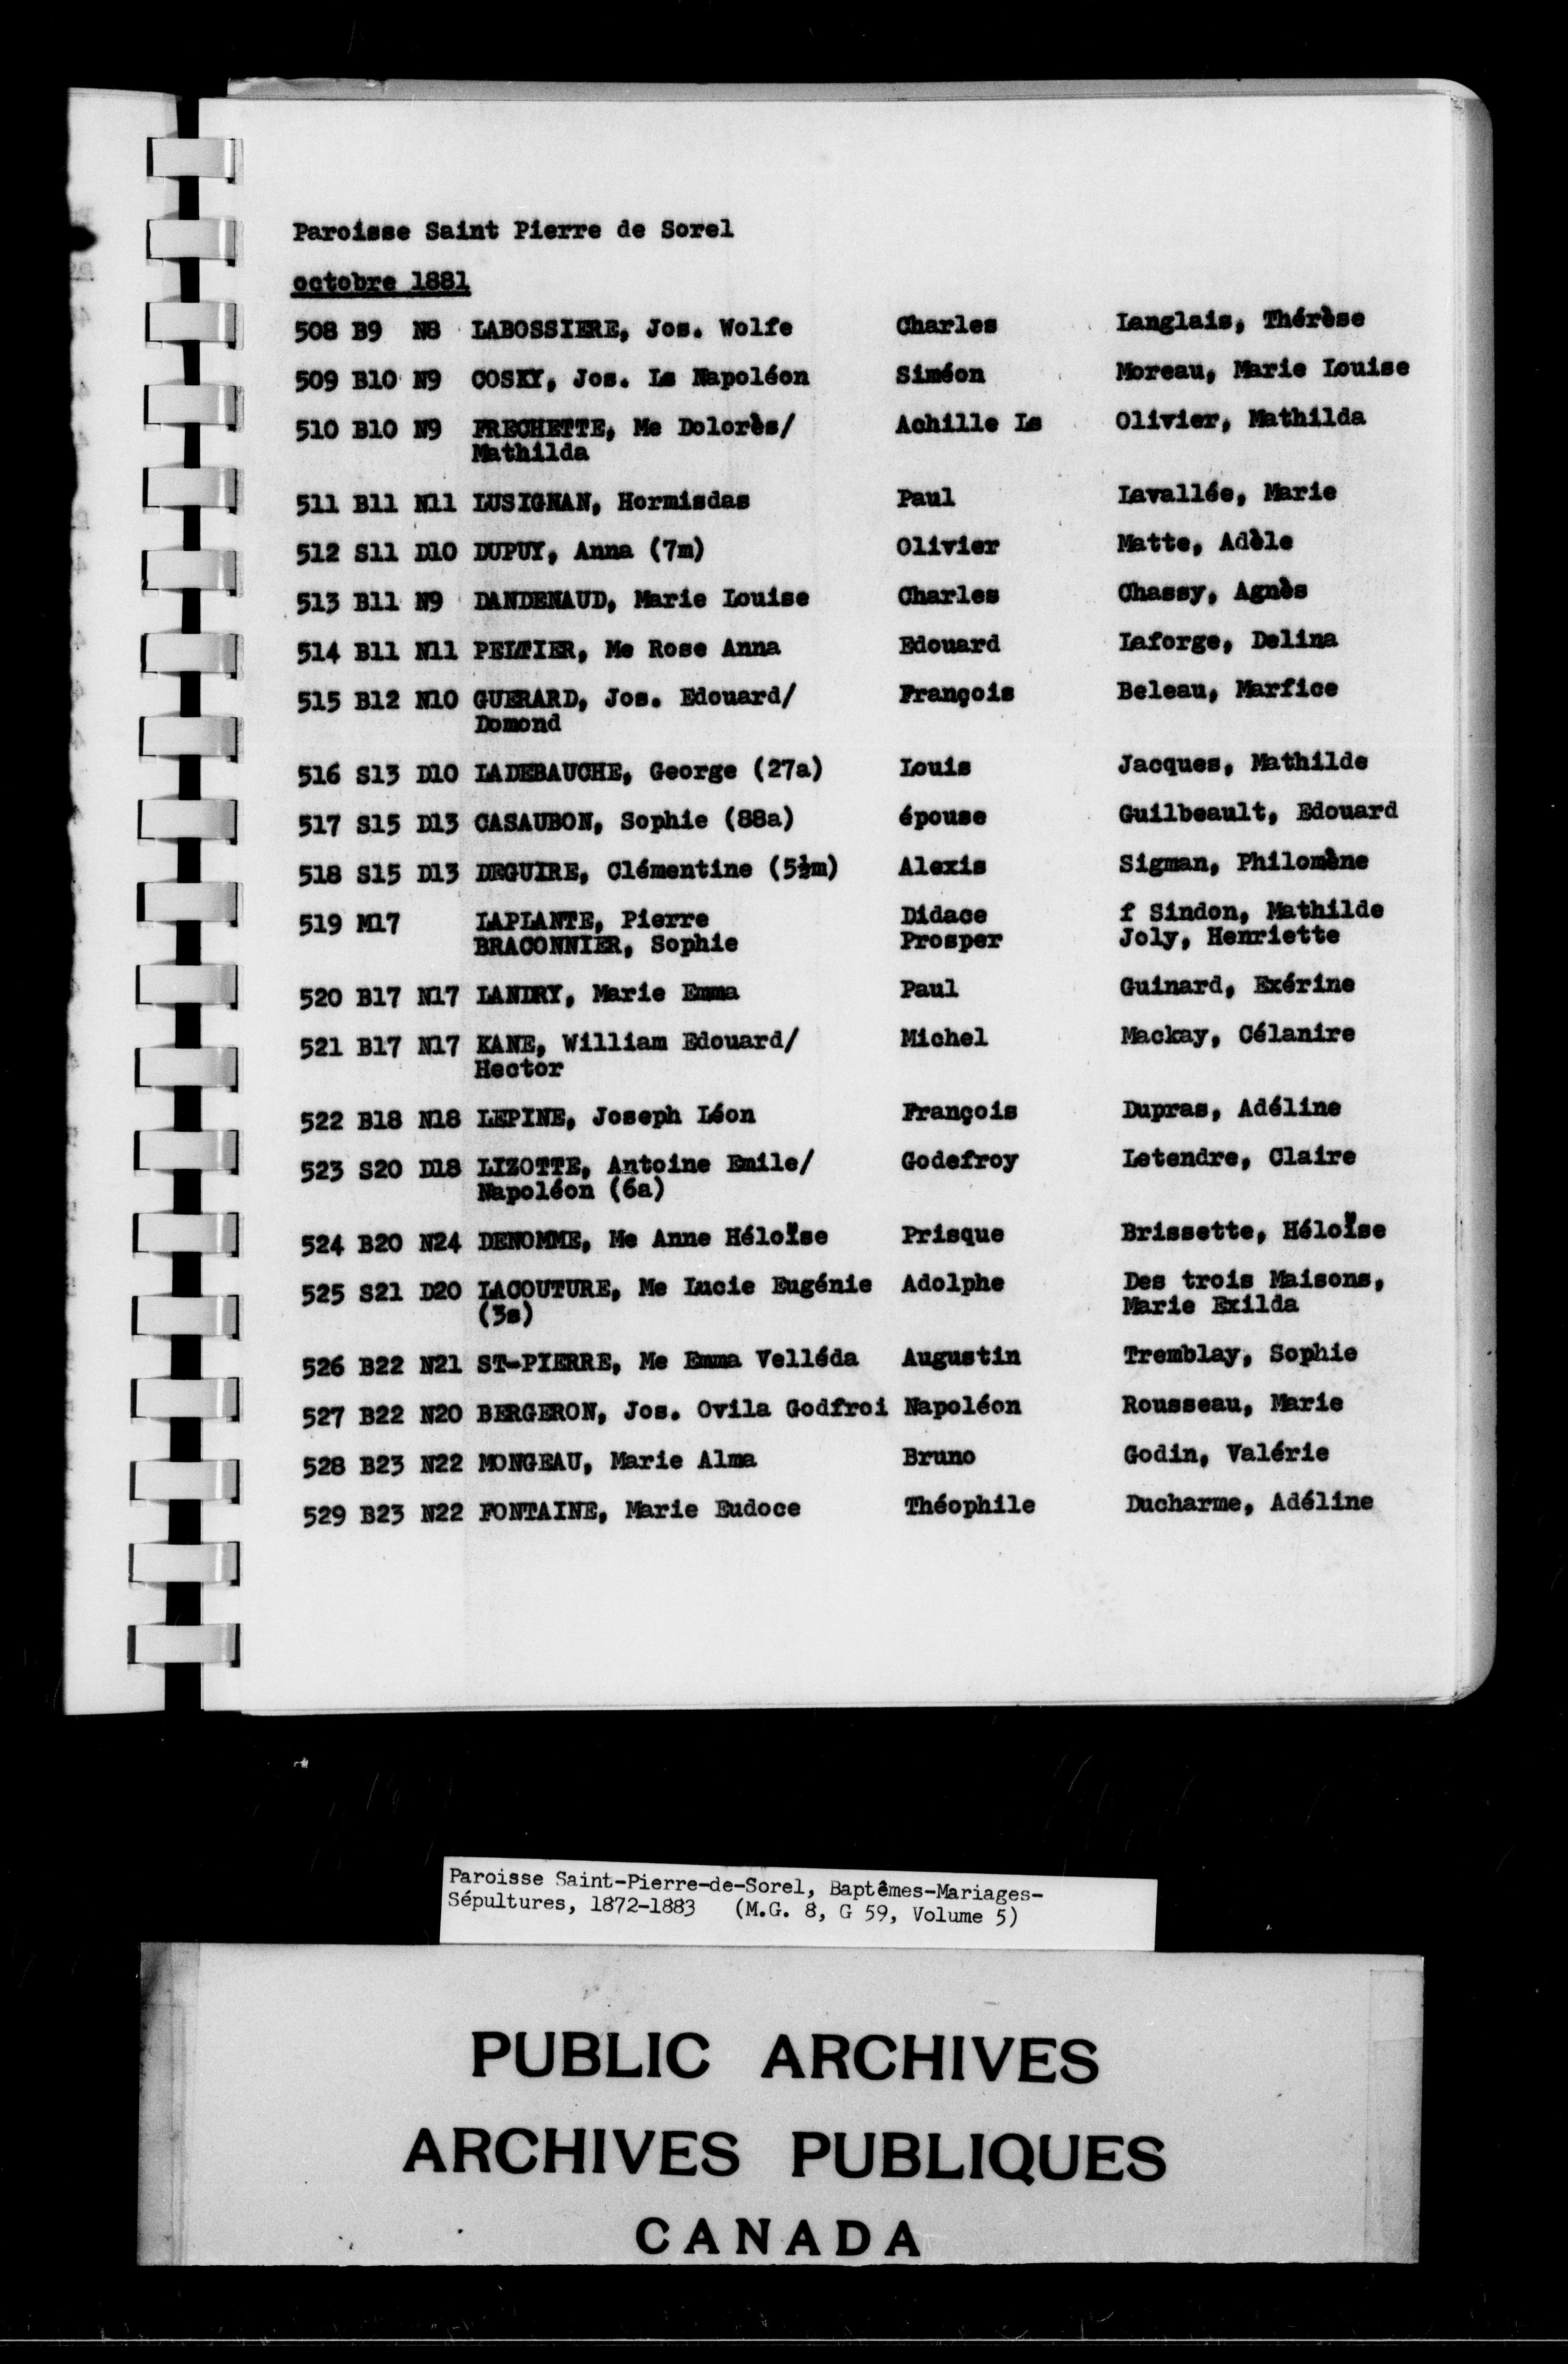 Paroisse Saint Pierre de Sorel
octobre 1881
508 B9 N8 LABOSSIERE, Jos. Wolfe Charles Langlais, Thérèse
509 B10 N9 COSKY, Jos. Ls Napoléon Siméon Moreau, Marie Louise
510 B10 N9 FRECHETTE, Me Dolorès/ Achille Ls Olivier, Mathilda
Mathilda
511 B11 N11 LUSIGNAN, Hormisdas Paul Lavallée, Marie
512 S11 D10 DUPUY, Anna (7m) Olivier Matte, Adèle
513 B11 N9 DANDENAUD, Marie Louise Charles Chassy, Agnès
514 B11 N11 PELTIER, Me Rose Anna Edouard Laforge, Delina
515 B12 N10 GUERARD, Jos. Edouard/ François Beleau, Marfice
Domond
516 S13 D10 LADEBAUCHE, George (27a) Louis Jacques, Mathilde
517 S15 D13 CASAUBON, Sophie (88a) épouse Guilbeault, Edouard
518 S15 D13 DEGUIRE, Clémentine (5½m) Alexis Sigman, Philomène
519 M17 LAPLANTE, Pierre Didace f Sindon, Mathilde
BRACONNIER, Sophie Prosper Joly, Henriette
520 B17 N17 LANDRY, Marie Emma Paul Guinard, Exérine
521 B17 N17 KANE, William Edouard/ Michel Mackay, Célanire
Hector
522 B18 N18 LEPINE, Joseph Léon François Dupras, Adéline
523 S20 D18 LIZOTTE, Antoine Emile/ Godefroy Letendre, Claire
Napoléon (6a)
524 B20 N24 DENOMME, Me Anne Héloïse Prisque Brissette, Héloïse
525 S21 D20 LACOUTURE, Me Lucie Eugénie Adolphe Des trois Maisons,
(3s) Marie Exilda
526 B22 N21 ST-PIERRE, Me Emma Velléda Augustin Tremblay, Sophie
527 B22 N20 BERGERON, Jos. Ovila Godfroi Napoléon Rousseau, Marie
528 B23 N22 MONGEAU, Marie Alma Bruno Godin, Valérie
529 B23 N22 FONTAINE, Marie Eudoce Théophile Ducharme, Adéline
Paroisse Saint-Pierre-de-Sorel, Baptêmes-Mariages-
Sépultures, 1872-1883 (M.G. 8, G 59, Volume 5)
PUBLIC ARCHIVES
ARCHIVES PUBLIQUES
CANADA